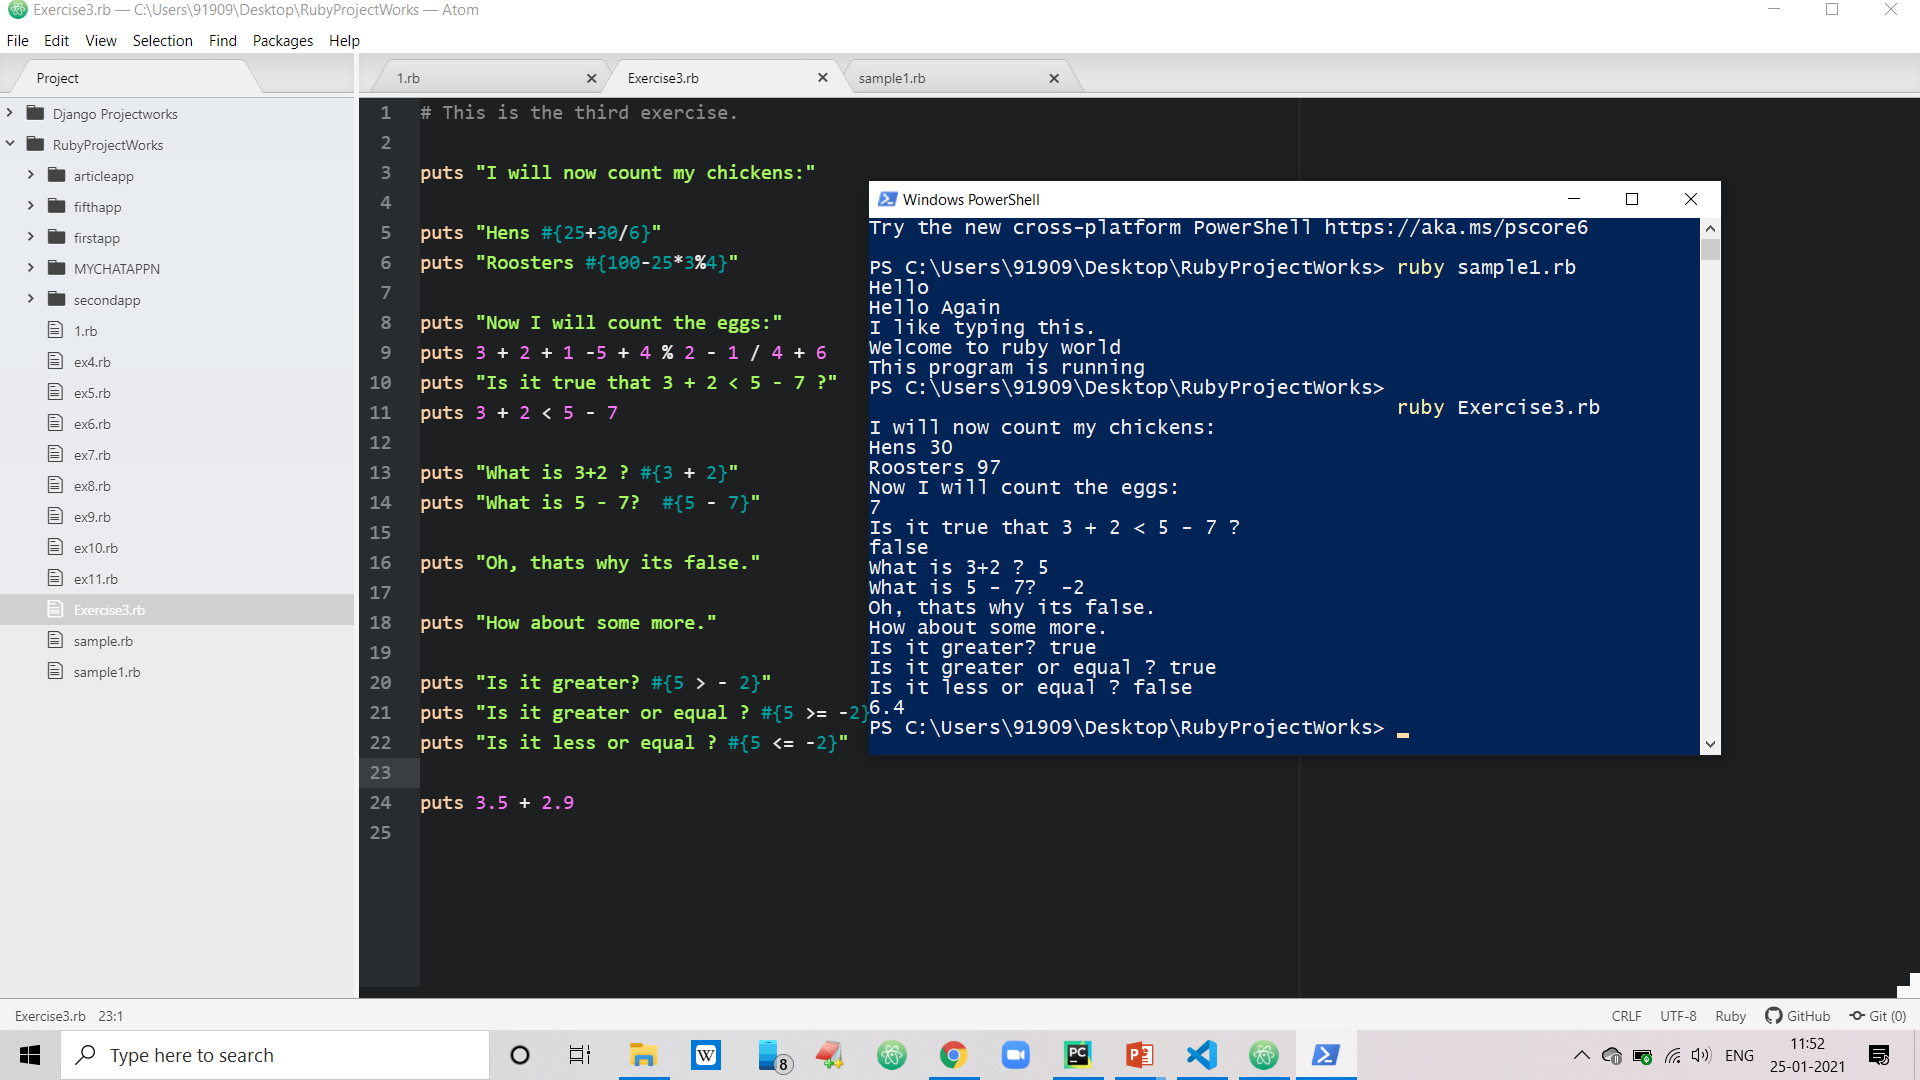 Exercise3.rb — C:\Users\91909\Desktop\RubyProjectWorks — Atom
File Edit View Selection Find Packages Help
Project
1.rb
Exercise3.rb
sample1.rb
Django Projectworks
RubyProjectWorks
articleapp
fifthapp
firstapp
MYCHATAPPN
secondapp
1.rb
ex4.rb
ex5.rb
ex6.rb
ex7.rb
ex8.rb
ex9.rb
ex10.rb
ex11.rb
Exercise3.rb
sample.rb
sample1.rb
1 # This is the third exercise.
2
3 puts "I will now count my chickens:"
4
5 puts "Hens #{25+30/6}"
6 puts "Roosters #{100-25*3%4}"
7
8 puts "Now I will count the eggs:"
9 puts 3 + 2 + 1 -5 + 4 % 2 - 1 / 4 + 6
10 puts "Is it true that 3 + 2 < 5 - 7 ?"
11 puts 3 + 2 < 5 - 7
12
13 puts "What is 3+2 ? #{3 + 2}"
14 puts "What is 5 - 7?  #{5 - 7}"
15
16 puts "Oh, thats why its false."
17
18 puts "How about some more."
19
20 puts "Is it greater? #{5 > - 2}"
21 puts "Is it greater or equal ? #{5 >= -2}
22 puts "Is it less or equal ? #{5 <= -2}"
23
24 puts 3.5 + 2.9
25
Windows PowerShell
Try the new cross-platform PowerShell https://aka.ms/pscore6
PS C:\Users\91909\Desktop\RubyProjectWorks> ruby sample1.rb
Hello
Hello Again
I like typing this.
Welcome to ruby world
This program is running
PS C:\Users\91909\Desktop\RubyProjectWorks>
ruby Exercise3.rb
I will now count my chickens:
Hens 30
Roosters 97
Now I will count the eggs:
7
Is it true that 3 + 2 < 5 - 7 ?
false
What is 3+2 ? 5
What is 5 - 7?  -2
Oh, thats why its false.
How about some more.
Is it greater? true
Is it greater or equal ? true
Is it less or equal ? false
6.4
PS C:\Users\91909\Desktop\RubyProjectWorks>
Exercise3.rb 23:1
CRLF UTF-8 Ruby GitHub Git (0)
Type here to search
W
8
PC
P
ENG
11:52
25-01-2021